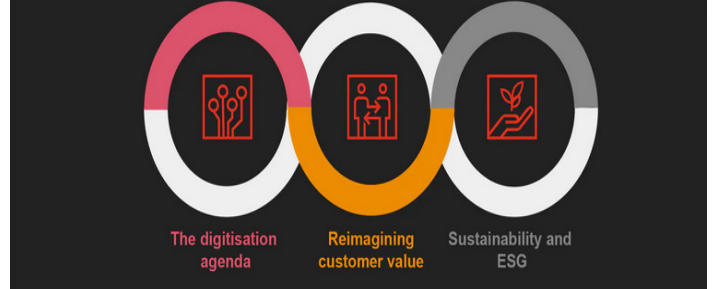 The digitisation
agenda
Reimagining
customer value
Sustainability and
ESG